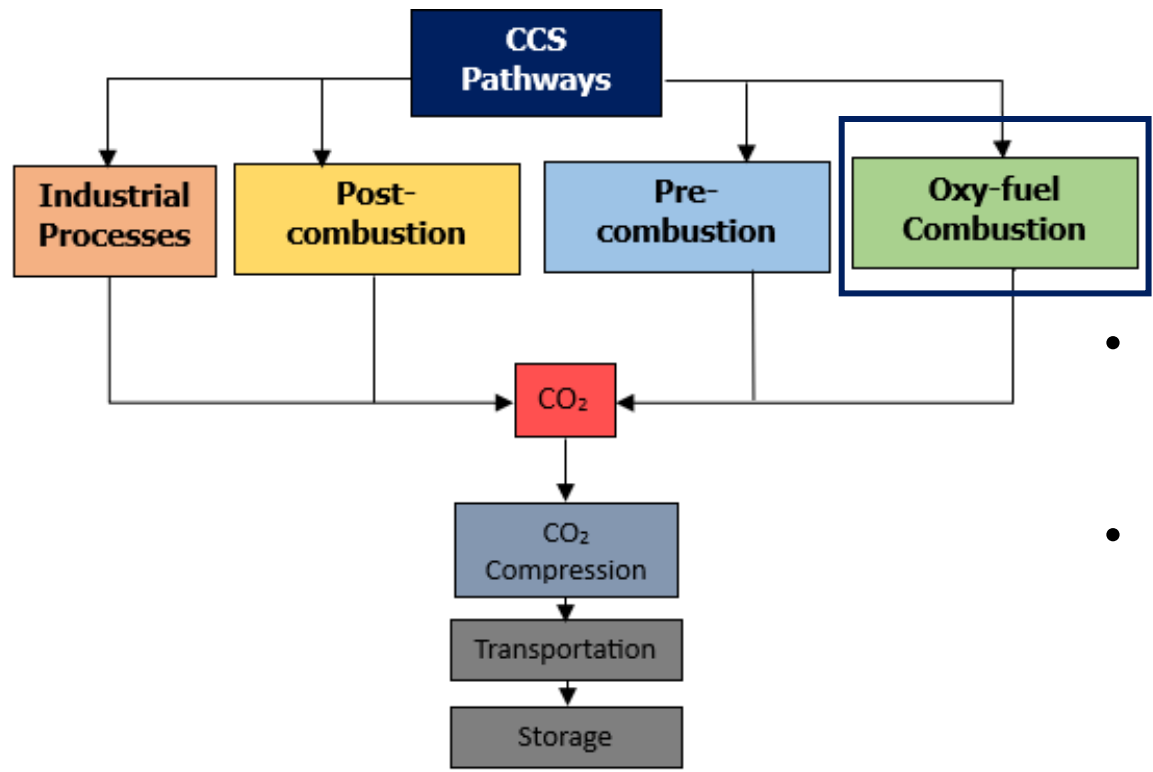 CCS
Pathways
Industrial
Processes
Post-
combustion
Pre-
combustion
Oxy-fuel
Combustion
•
CO₂
•
CO₂
Compression
Transportation
Storage